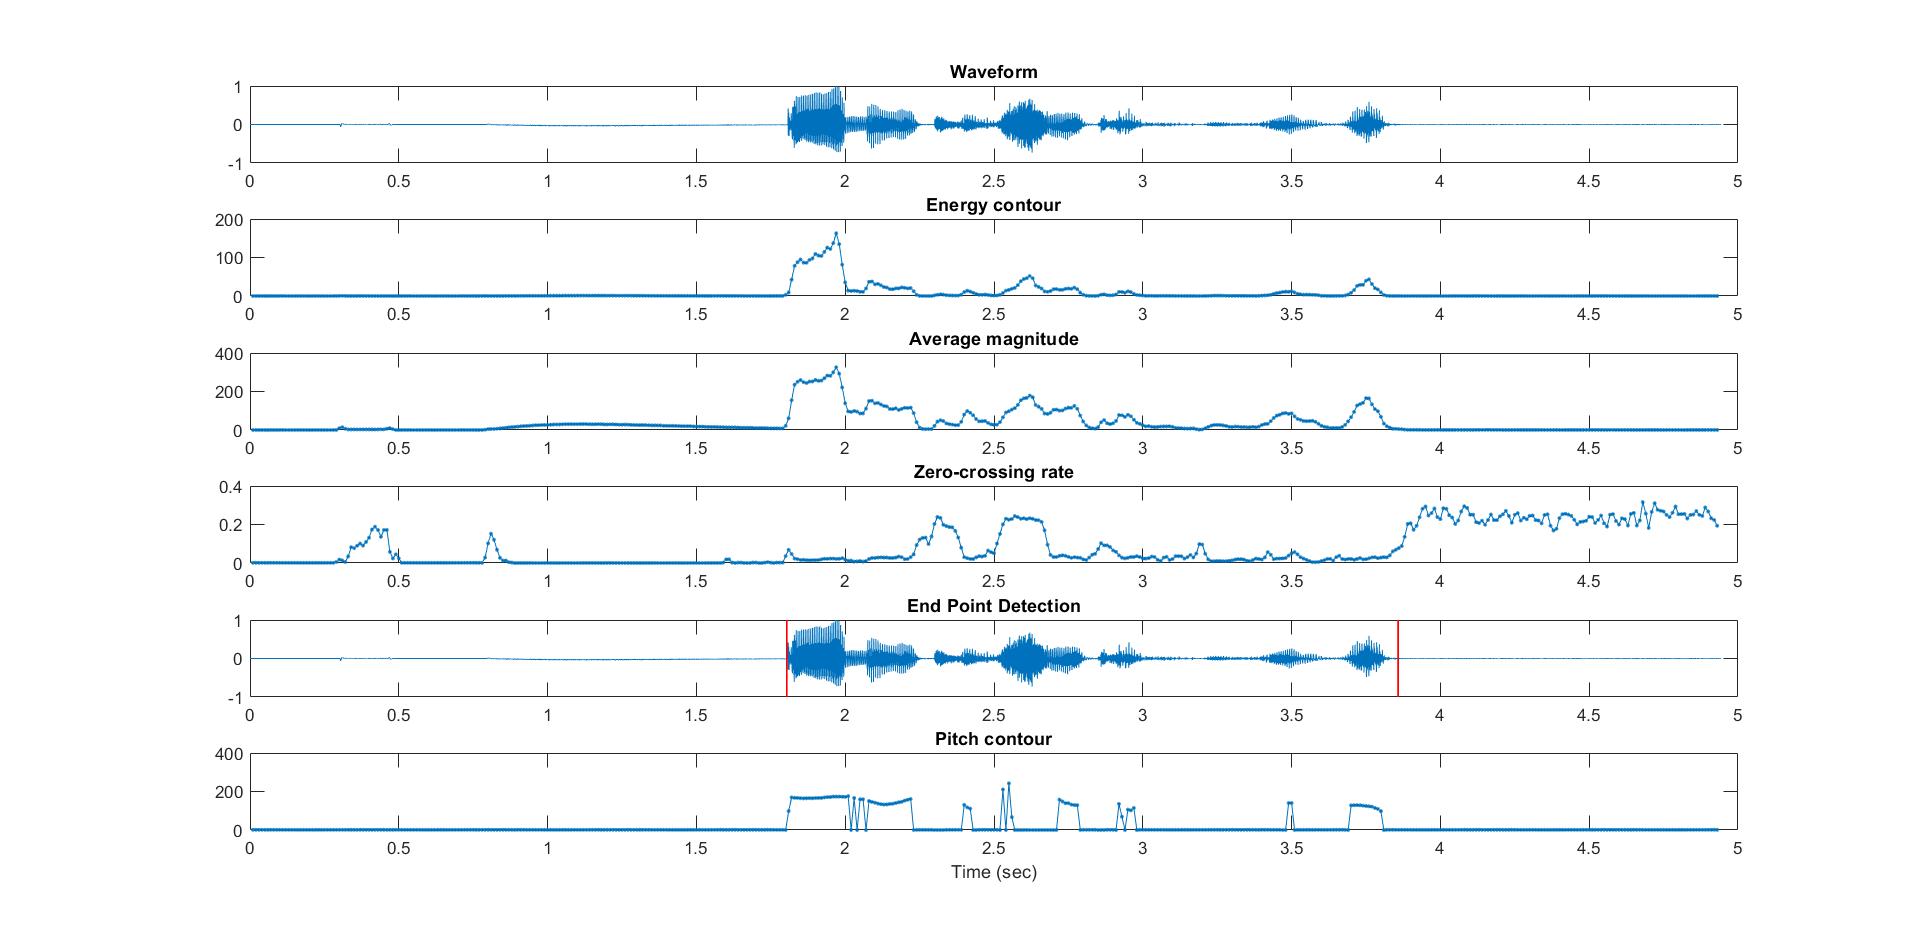 Waveform
1
0
-1
0 0.5 1 1.5 2 2.5 3 3.5 4 4.5 5
Energy contour
200
100
0
0 0.5 1 1.5 2 2.5 3 3.5 4 4.5 5
Average magnitude
400
200
0
0 0.5 1 1.5 2 2.5 3 3.5 4 4.5 5
Zero-crossing rate
0.4
0.2
0
0 0.5 1 1.5 2 2.5 3 3.5 4 4.5 5
End Point Detection
1
0
-1
0 0.5 1 1.5 2 2.5 3 3.5 4 4.5 5
Pitch contour
400
200
0
0 0.5 1 1.5 2 2.5 3 3.5 4 4.5 5
Time (sec)